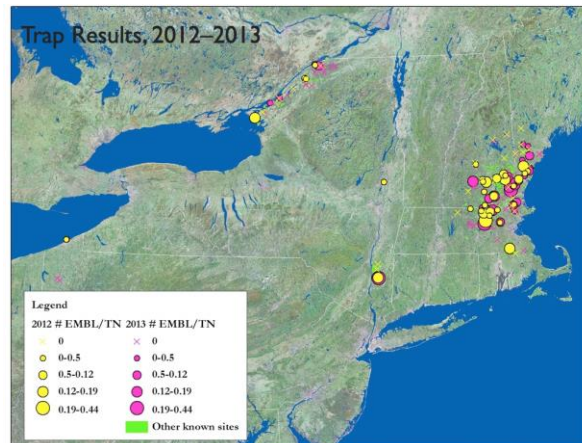 Trap Results, 2012–2013
Legend
2012 # EMBL/TN 2013 # EMBL/TN
0 0
0-0.5 0-0.5
0.5-0.12 0.5-0.12
0.12-0.19 0.12-0.19
0.19-0.44 0.19-0.44
Other known sites